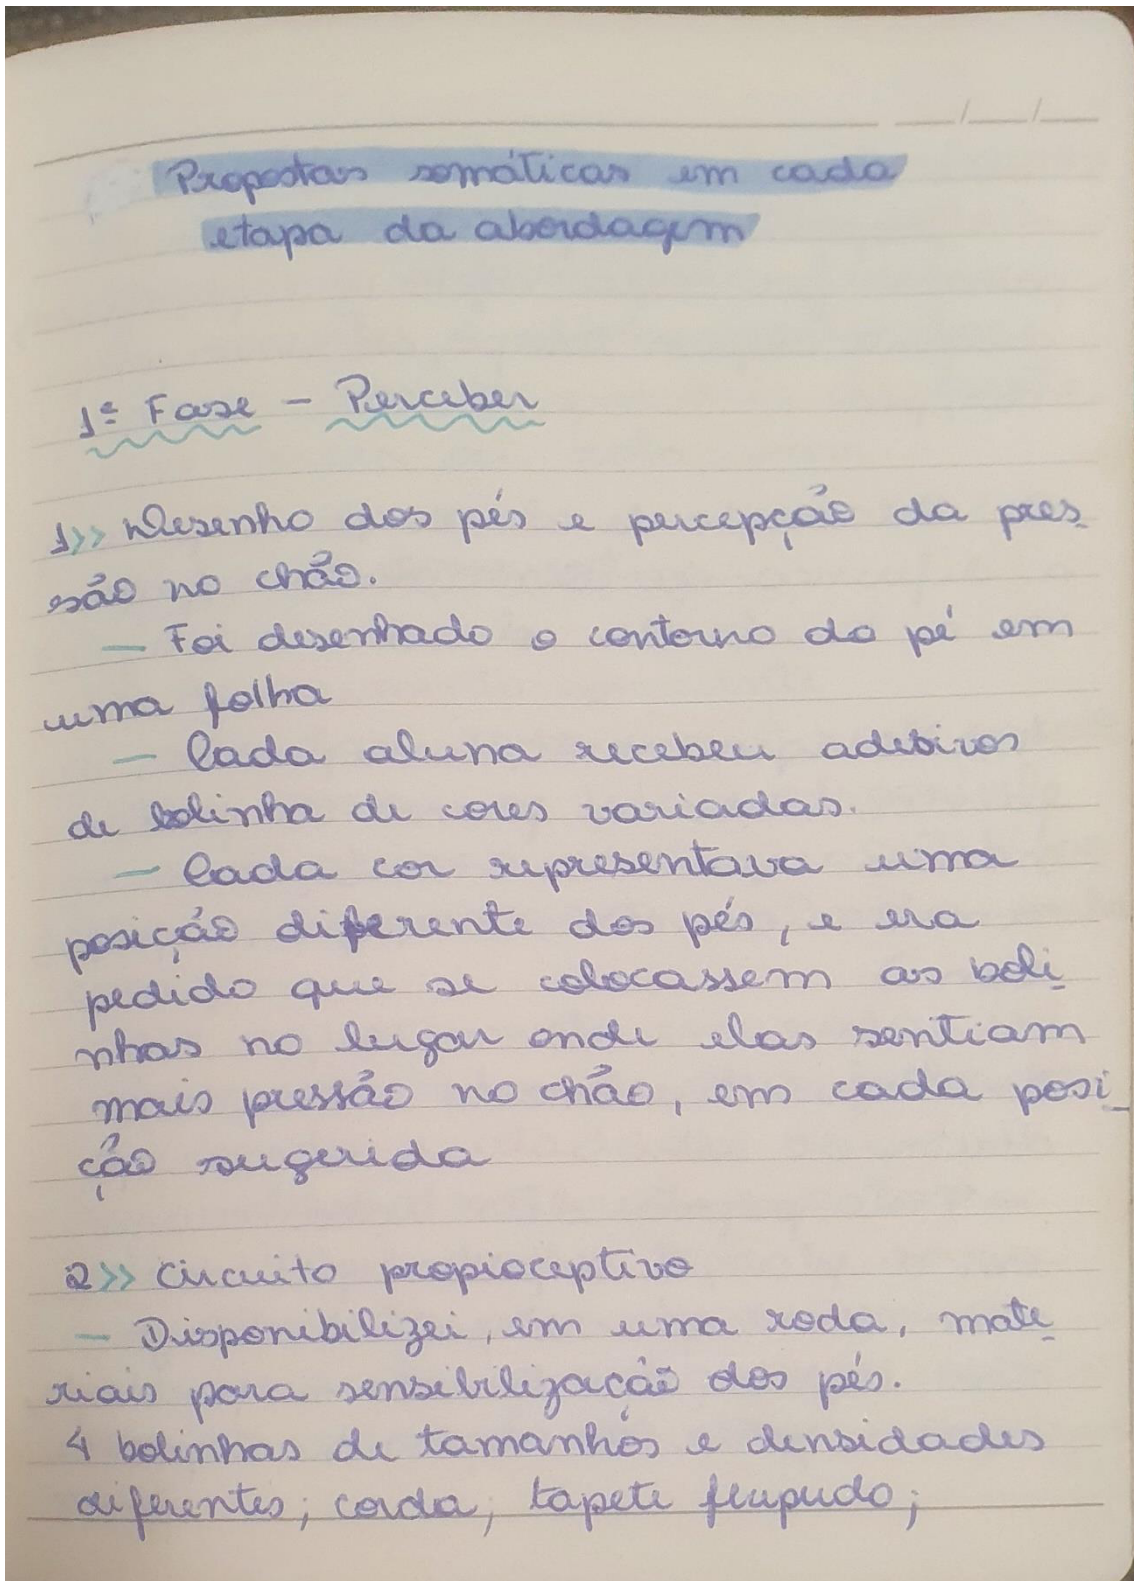 Propostas somáticas em cada
etapa da abordagem
1ª Fase - Perceber
1>> Desenho dos pés e percepção da pres-
são no chão.
- Foi desenhado o contorno do pé em
uma folha
- Cada aluna recebeu adesivos
de bolinha de cores variadas.
- Cada cor representava uma
posição diferente dos pés, e era
pedido que se colocassem as boli-
nhas no lugar onde elas sentiam
mais pressão no chão, em cada posi-
ção sugerida
2>> Circuito propioceptivo
- Disponibilizei, em uma roda, mate-
riais para sensibilização dos pés.
4 bolinhas de tamanhos e densidades
diferentes; corda; tapete felpudo;